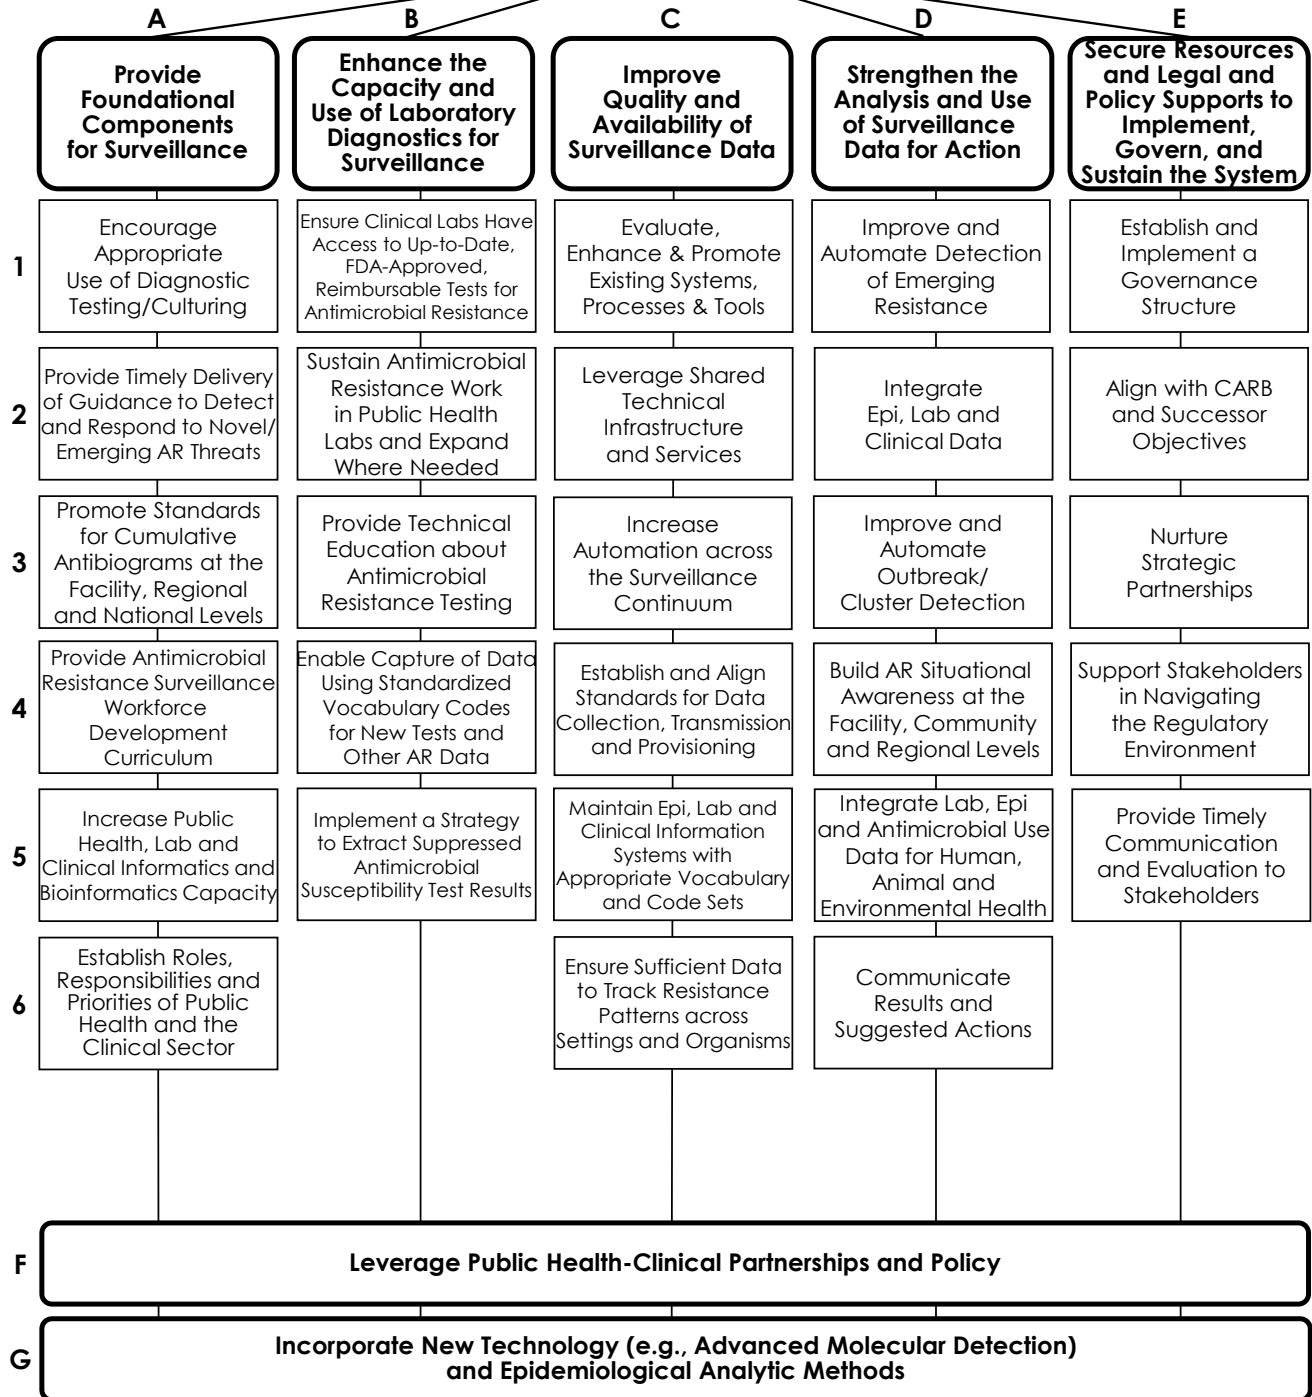 A
B
C
D
E
Provide
Foundational
Components
for Surveillance
Enhance the
Capacity and
Use of Laboratory
Diagnostics for
Surveillance
Improve
Quality and
Availability of
Surveillance Data
Strengthen the
Analysis and Use
of Surveillance
Data for Action
Secure Resources
and Legal and
Policy Supports to
Implement,
Govern, and
Sustain the System
1
Encourage
Appropriate
Use of Diagnostic
Testing/Culturing
Ensure Clinical Labs Have
Access to Up-to-Date,
FDA-Approved,
Reimbursable Tests for
Antimicrobial Resistance
Evaluate,
Enhance & Promote
Existing Systems,
Processes & Tools
Improve and
Automate Detection
of Emerging
Resistance
Establish and
Implement a
Governance
Structure
2
Provide Timely Delivery
of Guidance to Detect
and Respond to Novel/
Emerging AR Threats
Sustain Antimicrobial
Resistance Work
in Public Health
Labs and Expand
Where Needed
Leverage Shared
Technical
Infrastructure
and Services
Integrate
Epi, Lab and
Clinical Data
Align with CARB
and Successor
Objectives
3
Promote Standards
for Cumulative
Antibiograms at the
Facility, Regional
and National Levels
Provide Technical
Education about
Antimicrobial
Resistance Testing
Increase
Automation across
the Surveillance
Continuum
Improve and
Automate
Outbreak/
Cluster Detection
Nurture
Strategic
Partnerships
4
Provide Antimicrobial
Resistance Surveillance
Workforce
Development
Curriculum
Enable Capture of Data
Using Standardized
Vocabulary Codes
for New Tests and
Other AR Data
Establish and Align
Standards for Data
Collection, Transmission
and Provisioning
Build AR Situational
Awareness at the
Facility, Community
and Regional Levels
Support Stakeholders
in Navigating
the Regulatory
Environment
5
Increase Public
Health, Lab and
Clinical Informatics and
Bioinformatics Capacity
Implement a Strategy
to Extract Suppressed
Antimicrobial
Susceptibility Test Results
Maintain Epi, Lab and
Clinical Information
Systems with
Appropriate Vocabulary
and Code Sets
Integrate Lab, Epi
and Antimicrobial Use
Data for Human,
Animal and
Environmental Health
Provide Timely
Communication
and Evaluation to
Stakeholders
6
Establish Roles,
Responsibilities and
Priorities of Public
Health and the
Clinical Sector
Ensure Sufficient Data
to Track Resistance
Patterns across
Settings and Organisms
Communicate
Results and
Suggested Actions
F
Leverage Public Health-Clinical Partnerships and Policy
G
Incorporate New Technology (e.g., Advanced Molecular Detection)
and Epidemiological Analytic Methods